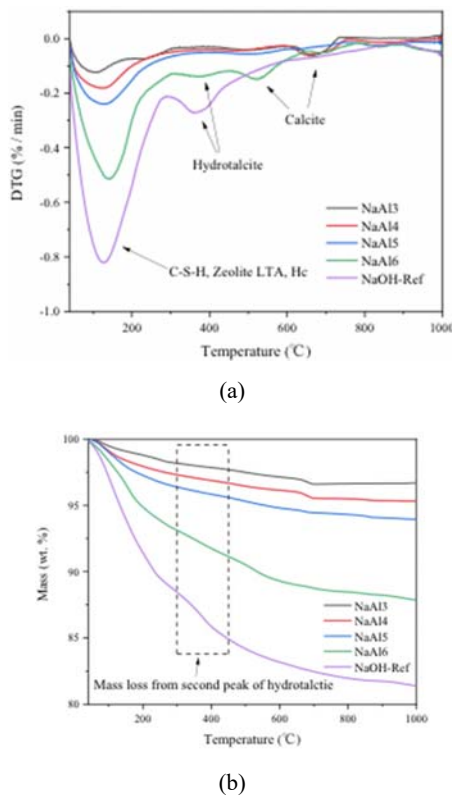 0.0
-0.2
-0.4
-0.6
-0.8
-1.0
DTG (% / min)
Calcite
Hydrotalcite
C-S-H, Zeolite LTA, Hc
NaAl3
NaAl4
NaAl5
NaAl6
NaOH-Ref
200 400 600 800 1000
Temperature (℃)
(a)
100
95
90
85
80
Mass (wt. %)
NaAl3
NaAl4
NaAl5
NaAl6
NaOH-Ref
Mass loss from second peak of hydrotalctie
200 400 600 800 1000
Temperature (℃)
(b)